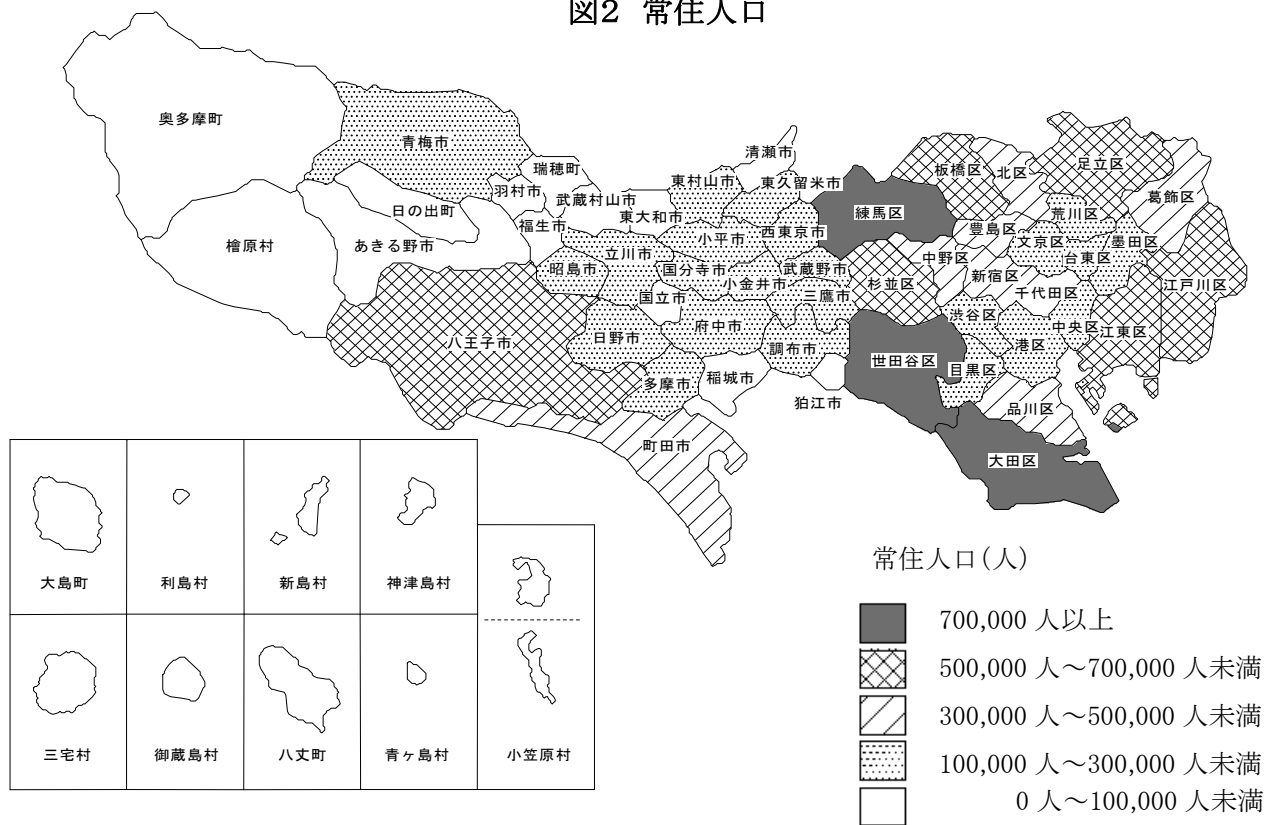 図2 常住人口
奥多摩町
青梅市
瑞穂町
羽村市
日の出町
檜原村
あきる野市
福生市
武蔵村山市
東大和市
東村山市
清瀬市
東久留米市
立川市
昭島市
小平市
西東京市
国分寺市
小金井市
武蔵野市
三鷹市
国立市
府中市
調布市
日野市
八王子市
多摩市
稲城市
狛江市
町田市
練馬区
板橋区
北区
足立区
葛飾区
荒川区
豊島区
文京区
台東区
墨田区
中野区
新宿区
杉並区
千代田区
江戸川区
渋谷区
中央区
江東区
港区
世田谷区
目黒区
品川区
大田区
大島町
利島村
新島村
神津島村
三宅村
御蔵島村
八丈町
青ヶ島村
小笠原村
常住人口(人)
700,000 人以上
500,000 人～700,000 人未満
300,000 人～500,000 人未満
100,000 人～300,000 人未満
0 人～100,000 人未満